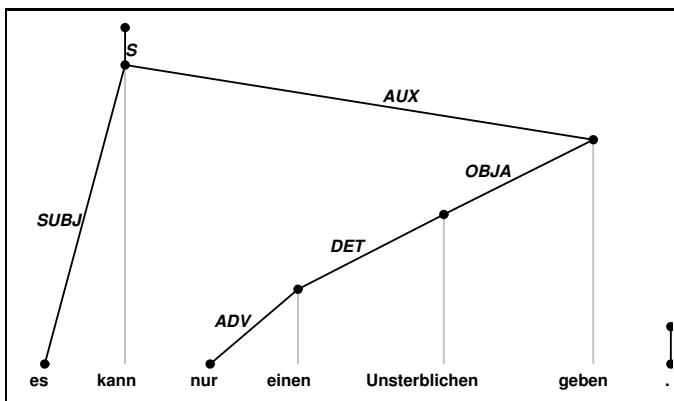 S
AUX
OBJA
SUBJ
DET
ADV
es kann nur einen Unsterblichen geben .